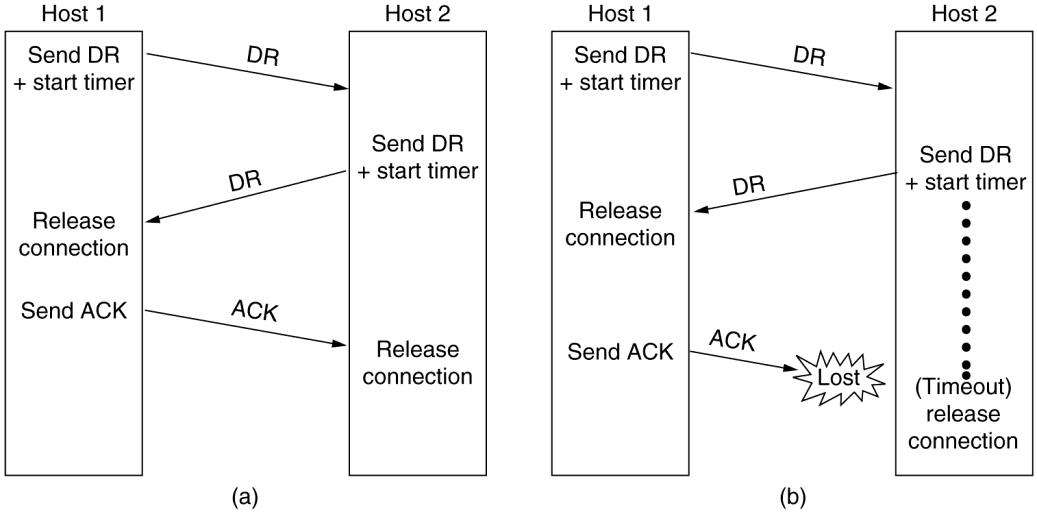 Host 1
Host 2
Send DR
+ start timer
DR
Send DR
+ start timer
DR
Release
connection
Send ACK
ACK
Release
connection
(a)
Host 1
Host 2
Send DR
+ start timer
DR
Send DR
+ start timer
DR
Release
connection
Send ACK
ACK
Lost
(Timeout)
release
connection
(b)